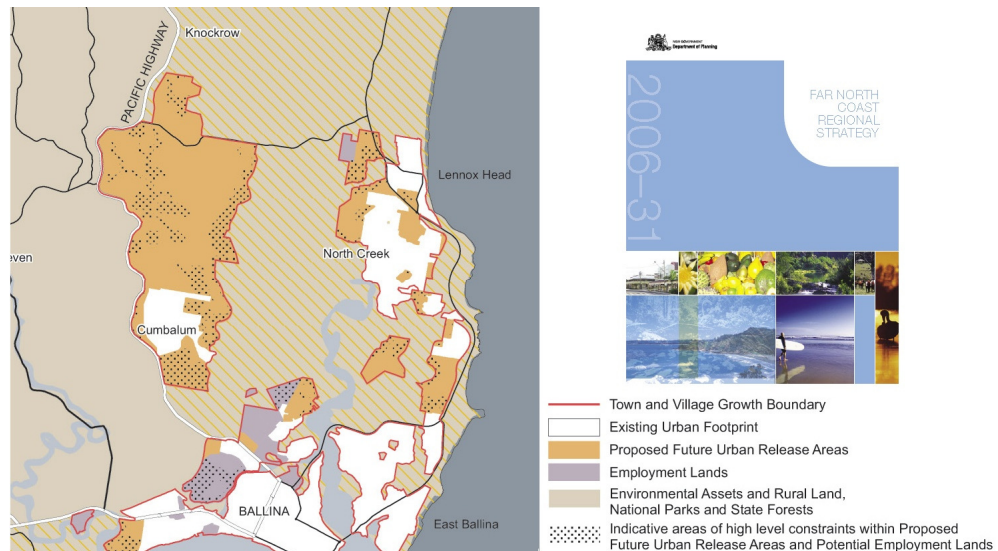 Knockrow
PACIFIC HIGHWAY
Lennox Head
North Creek
even
Cumbalum
BALLINA
East Ballina
NSW GOVERNMENT
Department of Planning
2006–31
FAR NORTH
COAST
REGIONAL
STRATEGY
Town and Village Growth Boundary
Existing Urban Footprint
Proposed Future Urban Release Areas
Employment Lands
Environmental Assets and Rural Land,
National Parks and State Forests
Indicative areas of high level constraints within Proposed
Future Urban Release Areas and Potential Employment Lands